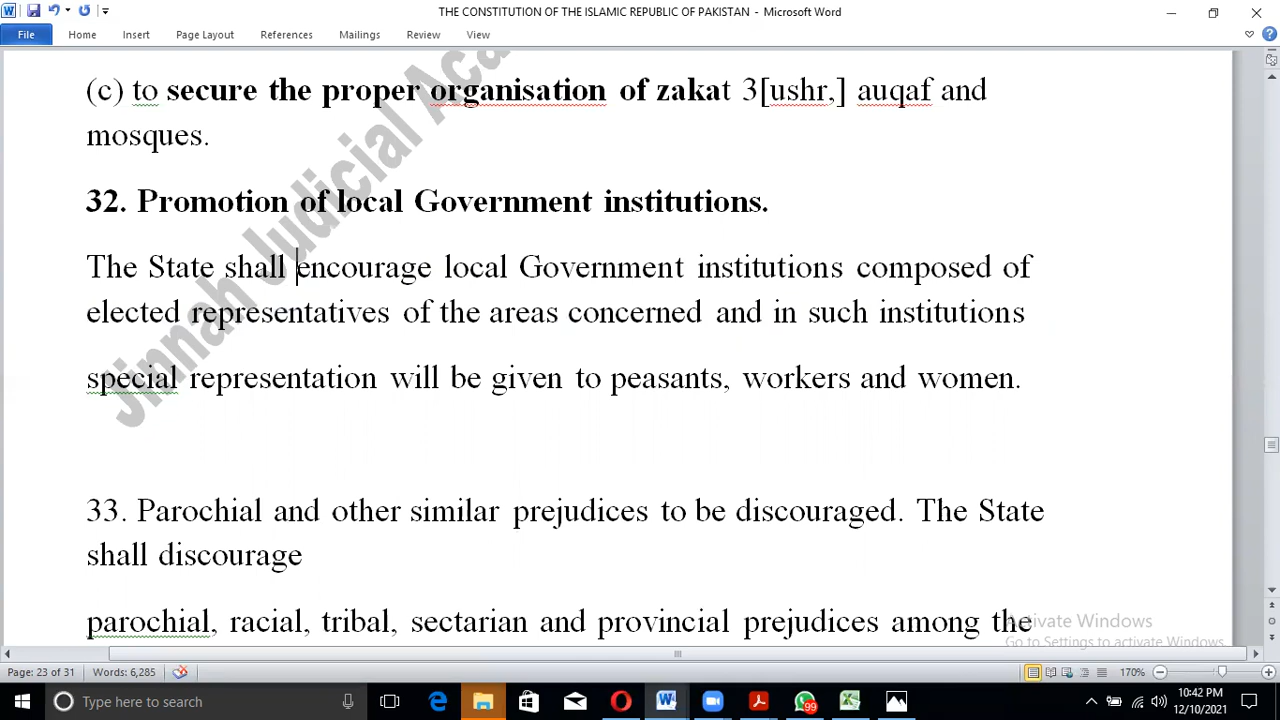 THE CONSTITUTION OF THE ISLAMIC REPUBLIC OF PAKISTAN - Microsoft Word
File Home Insert Page Layout References Mailings Review View
(c) to secure the proper organisation of zakat 3[ushr,] auqaf and
mosques.
32. Promotion of local Government institutions.
The State shall encourage local Government institutions composed of
elected representatives of the areas concerned and in such institutions
special representation will be given to peasants, workers and women.
33. Parochial and other similar prejudices to be discouraged. The State
shall discourage
parochial, racial, tribal, sectarian and provincial prejudices among the
Jinnah Judicial Aca
Activate Windows
Go to Settings to activate Windows.
Page: 23 of 31 Words: 6,285 170%
Type here to search 99 10:42 PM
12/10/2021